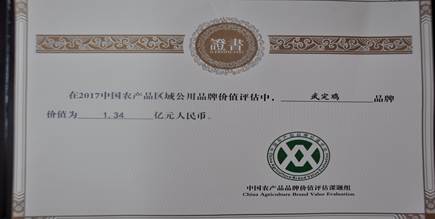 證書
在2017中国农产品区域公用品牌价值评估中，武定鸡品牌
价值为1.34亿元人民币。
中国农产品品牌价值评估课题组
China Agriculture Brand Value Evaluation